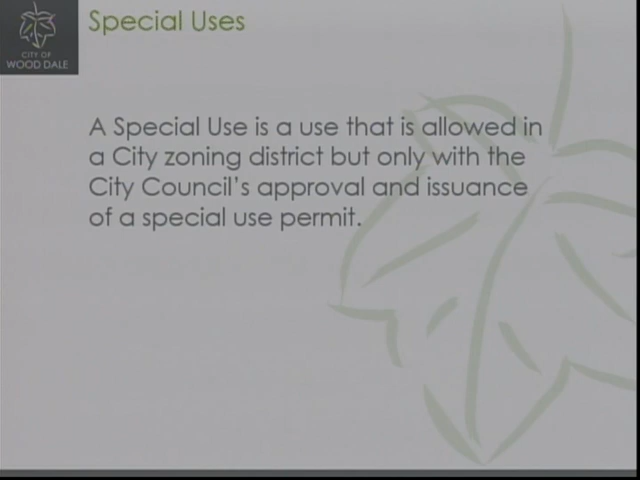 CITY OF
WOOD DALE
Special Uses
A Special Use is a use that is allowed in
a City zoning district but only with the
City Council's approval and issuance
of a special use permit.